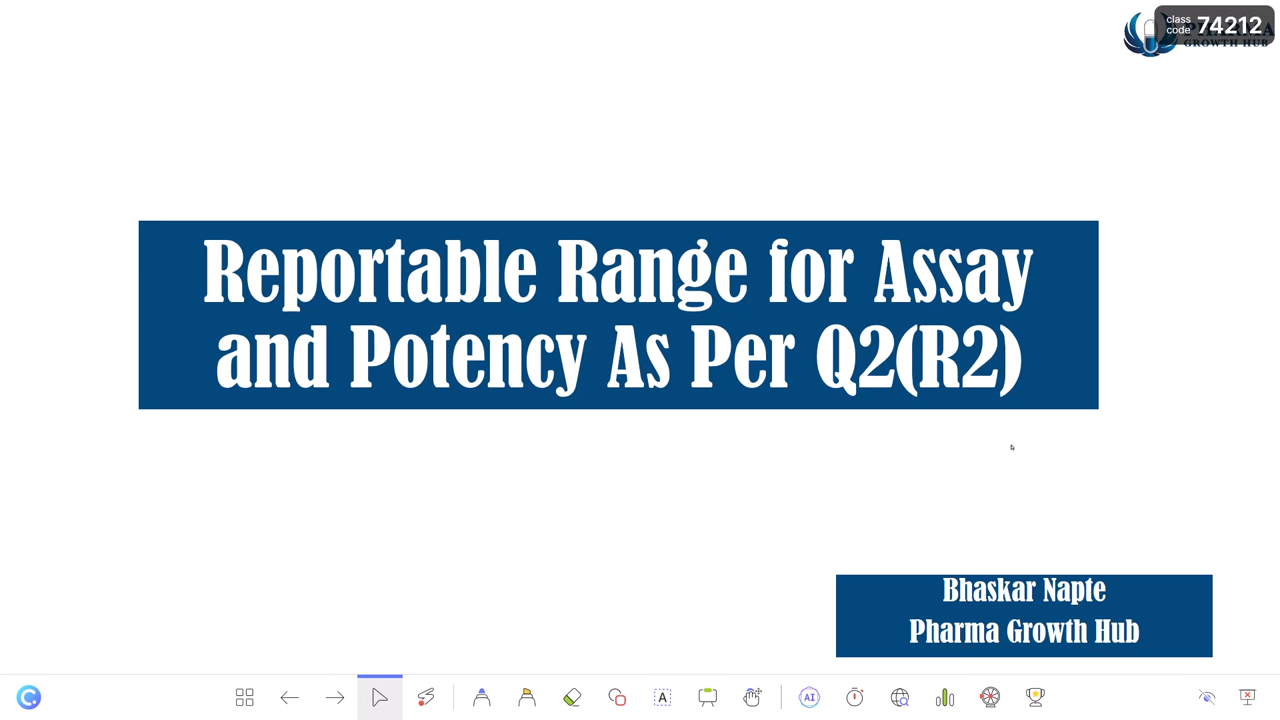 class
code 74212
GROWTH HUB
Reportable Range for Assay
and Potency As Per Q2(R2)
Bhaskar Napte
Pharma Growth Hub
A
AI